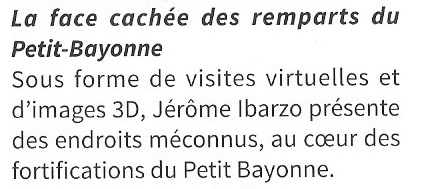 La face cachée des remparts du
Petit-Bayonne
Sous forme de visites virtuelles et
d’images 3D, Jérôme Ibarzo présente
des endroits méconnus, au cœur des
fortifications du Petit Bayonne.